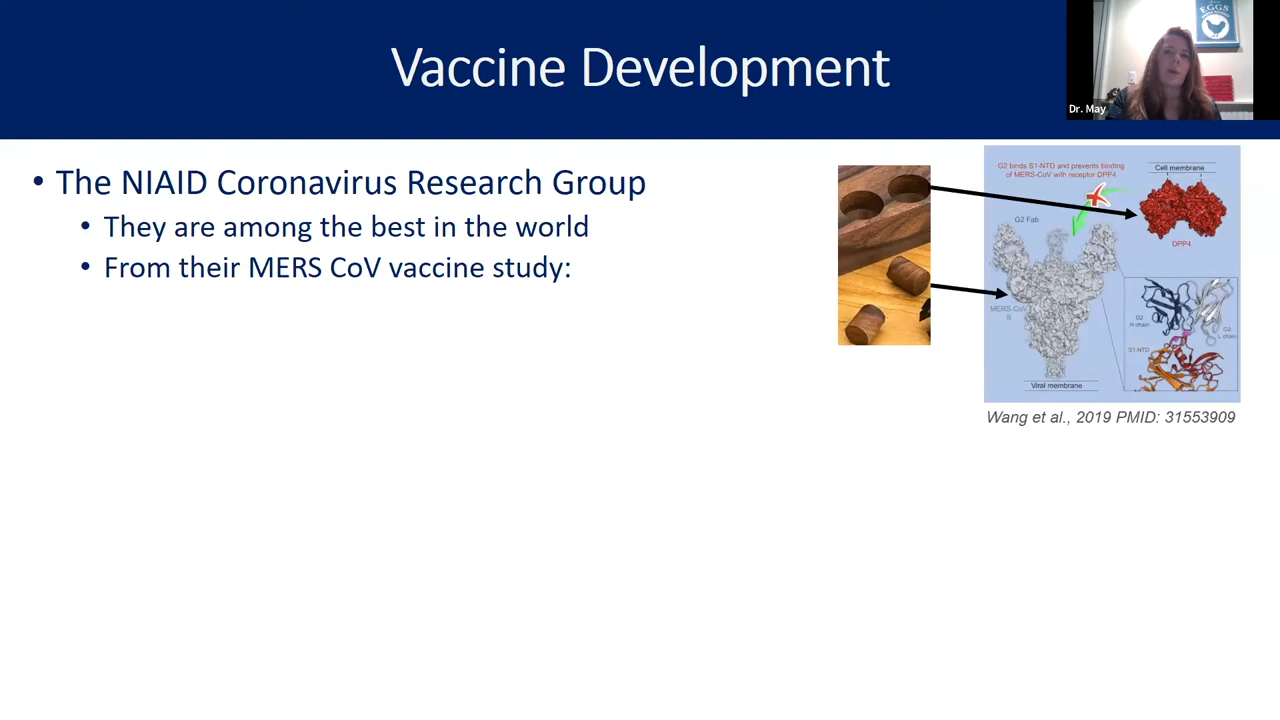 Vaccine Development
EGGS
Dr. May
• The NIAID Coronavirus Research Group
• They are among the best in the world
• From their MERS CoV vaccine study:
G2 binds S1-NTD and prevents binding
of MERS-CoV with receptor DPP4
Cell membrane
G2 Fab
DPP4
MERS-CoV
S
G2
H chain
G2
L chain
S1-NTD
Viral membrane
Wang et al., 2019 PMID: 31553909